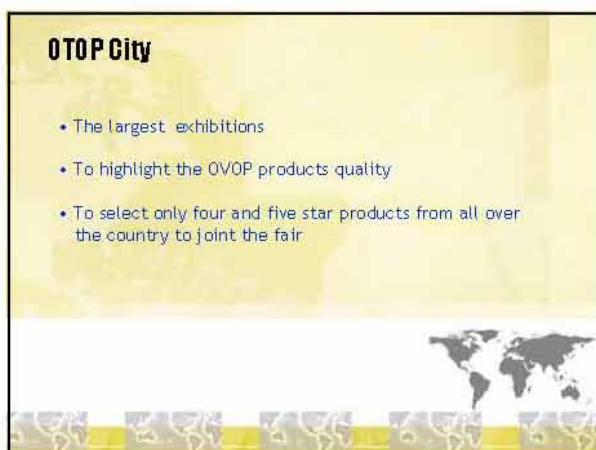 OTOP City
• The largest exhibitions
• To highlight the OVOP products quality
• To select only four and five star products from all over
the country to joint the fair